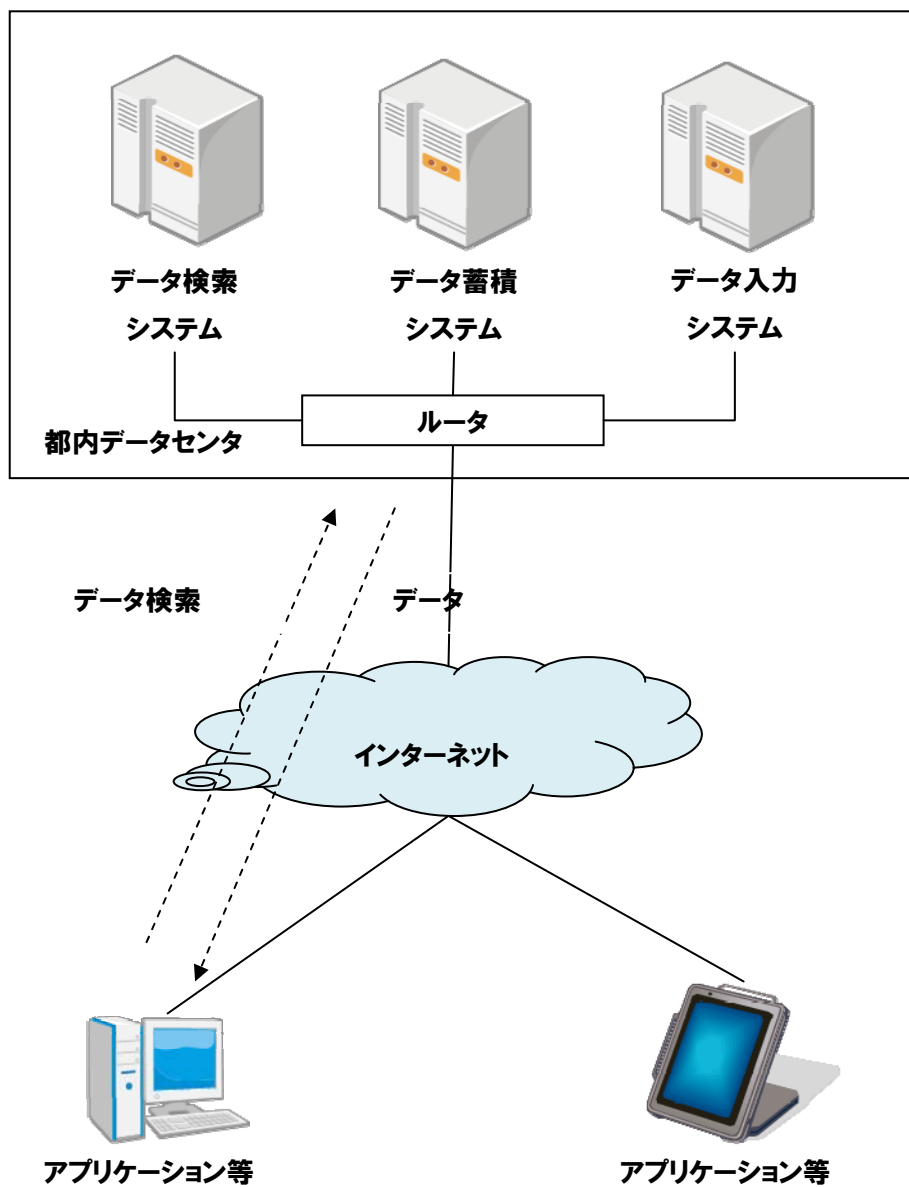 データ検索
システム
データ蓄積
システム
データ入力
システム
ルータ
都内データセンタ
データ検索
データ
インターネット
アプリケーション等
アプリケーション等